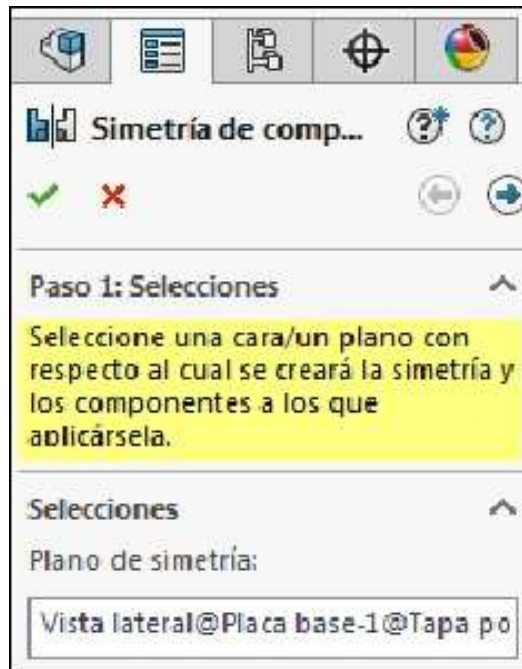 Simetría de comp...
Paso 1: Selecciones
Seleccione una cara/un plano con
respecto al cual se creará la simetría y
los componentes a los que
aplicársela.
Selecciones
Plano de simetría:
Vista lateral@Placa base-1@Tapa po